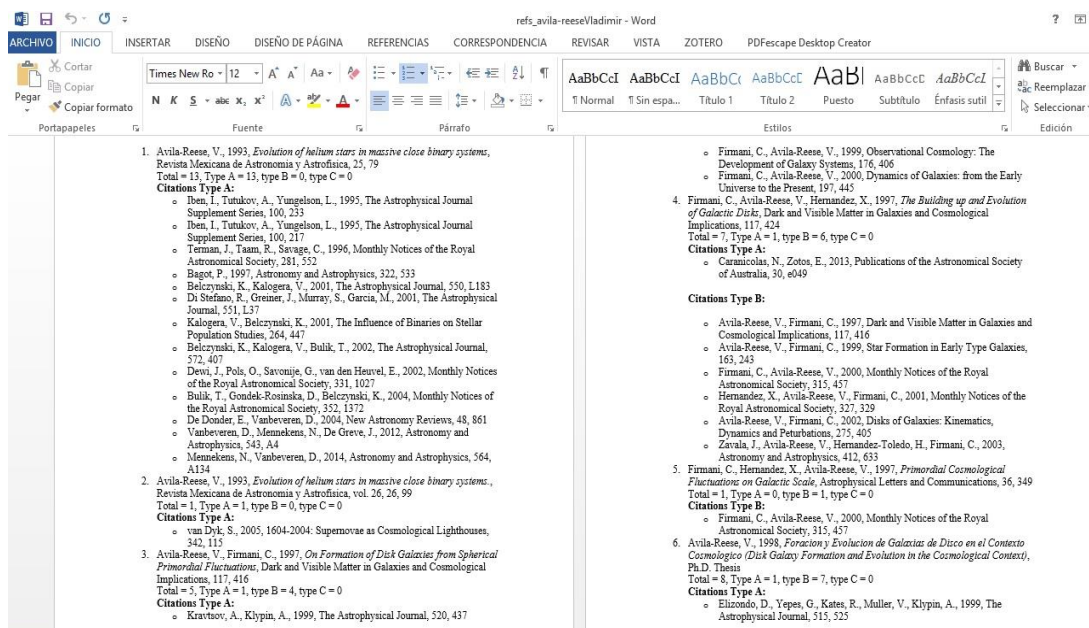 refs_avila-reeseVladimir - Word
?
ARCHIVO INICIO INSERTAR DISEÑO DISEÑO DE PÁGINA REFERENCIAS CORRESPONDENCIA REVISAR VISTA ZOTERO PDFescape Desktop Creator
Pegar
Cortar
Copiar
Copiar formato
Portapapeles
Times New Ro 12
N K S abc x₂ x²
Fuente
Párrafo
AaBbCcI AaBbCcI AaBbC AaBbCcD AaB AaBbCcD AaBbCcD
¶ Normal ¶ Sin espa... Título 1 Título 2 Puesto Subtítulo Énfasis sutil
Estilos
Buscar
Reemplazar
Seleccionar
Edición
1. Avila-Reese, V., 1993, Evolution of helium stars in massive close binary systems,
Revista Mexicana de Astronomia y Astrofisica, 25, 79
Total = 13, Type A = 13, type B = 0, type C = 0
Citations Type A:
o Iben, I., Tutukov, A., Yungelson, L., 1995, The Astrophysical Journal
Supplement Series, 100, 233
o Iben, I., Tutukov, A., Yungelson, L., 1995, The Astrophysical Journal
Supplement Series, 100, 217
o Terman, J., Taam, R., Savage, C., 1996, Monthly Notices of the Royal
Astronomical Society, 281, 552
o Bagot, P., 1997, Astronomy and Astrophysics, 322, 533
o Belczynski, K., Kalogera, V., 2001, The Astrophysical Journal, 550, L183
o Di Stefano, R., Greiner, J., Murray, S., Garcia, M., 2001, The Astrophysical
Journal, 551, L37
o Kalogera, V., Belczynski, K., 2001, The Influence of Binaries on Stellar
Population Studies, 264, 447
o Belczynski, K., Kalogera, V., Bulik, T., 2002, The Astrophysical Journal,
572, 407
o Dewi, J., Pols, O., Savonije, G., van den Heuvel, E., 2002, Monthly Notices
of the Royal Astronomical Society, 331, 1027
o Bulik, T., Gondek-Rosinska, D., Belczynski, K., 2004, Monthly Notices of
the Royal Astronomical Society, 352, 1372
o De Donder, E., Vanbeveren, D., 2004, New Astronomy Reviews, 48, 861
o Vanbeveren, D., Mennekens, N., De Greve, J., 2012, Astronomy and
Astrophysics, 543, A4
o Mennekens, N., Vanbeveren, D., 2014, Astronomy and Astrophysics, 564,
A134
2. Avila-Reese, V., 1993, Evolution of helium stars in massive close binary systems.,
Revista Mexicana de Astronomia y Astrofisica, vol. 26, 26, 99
Total = 1, Type A = 1, type B = 0, type C = 0
Citations Type A:
o van Dyk, S., 2005, 1604-2004: Supernovae as Cosmological Lighthouses,
342, 115
3. Avila-Reese, V., Firmani, C., 1997, On Formation of Disk Galaxies from Spherical
Primordial Fluctuations, Dark and Visible Matter in Galaxies and Cosmological
Implications, 117, 416
Total = 5, Type A = 1, type B = 4, type C = 0
Citations Type A:
o Kravtsov, A., Klypin, A., 1999, The Astrophysical Journal, 520, 437
o Firmani, C., Avila-Reese, V., 1999, Observational Cosmology: The
Development of Galaxy Systems, 176, 406
o Firmani, C., Avila-Reese, V., 2000, Dynamics of Galaxies: from the Early
Universe to the Present, 197, 445
4. Firmani, C., Avila-Reese, V., Hernandez, X., 1997, The Building up and Evolution
of Galactic Disks, Dark and Visible Matter in Galaxies and Cosmological
Implications, 117, 424
Total = 7, Type A = 1, type B = 6, type C = 0
Citations Type A:
o Caranicolas, N., Zotos, E., 2013, Publications of the Astronomical Society
of Australia, 30, e049
Citations Type B:
o Avila-Reese, V., Firmani, C., 1997, Dark and Visible Matter in Galaxies and
Cosmological Implications, 117, 416
o Avila-Reese, V., Firmani, C., 1999, Star Formation in Early Type Galaxies,
163, 243
o Firmani, C., Avila-Reese, V., 2000, Monthly Notices of the Royal
Astronomical Society, 315, 457
o Hernandez, X., Avila-Reese, V., Firmani, C., 2001, Monthly Notices of the
Royal Astronomical Society, 327, 329
o Avila-Reese, V., Firmani, C., 2002, Disks of Galaxies: Kinematics,
Dynamics and Peturbations, 275, 405
o Zavala, J., Avila-Reese, V., Hernandez-Toledo, H., Firmani, C., 2003,
Astronomy and Astrophysics, 412, 633
5. Firmani, C., Hernandez, X., Avila-Reese, V., 1997, Primordial Cosmological
Fluctuations on Galactic Scale, Astrophysical Letters and Communications, 36, 349
Total = 1, Type A = 0, type B = 1, type C = 0
Citations Type B:
o Firmani, C., Avila-Reese, V., 2000, Monthly Notices of the Royal
Astronomical Society, 315, 457
6. Avila-Reese, V., 1998, Foracion y Evolucion de Galaxias de Disco en el Contexto
Cosmologico (Disk Galaxy Formation and Evolution in the Cosmological Context),
Ph.D. Thesis
Total = 8, Type A = 1, type B = 7, type C = 0
Citations Type A:
o Elizondo, D., Yepes, G., Kates, R., Muller, V., Klypin, A., 1999, The
Astrophysical Journal, 515, 525